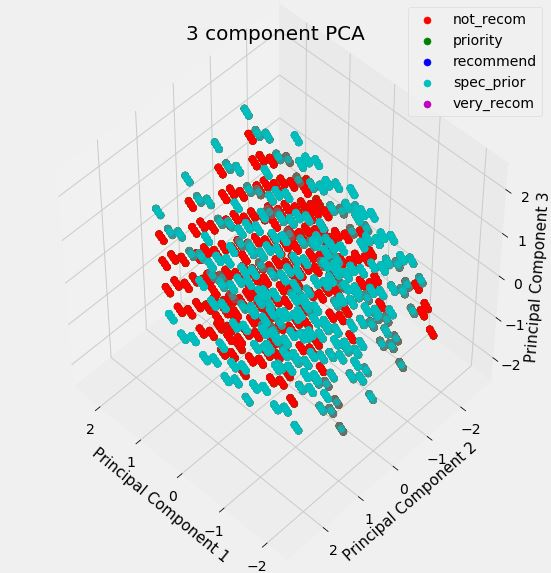 3 component PCA
not_recom
priority
recommend
spec_prior
very_recom
2
1
0
−1
−2
Principal Component 3
2
1
0
−1
−2
Principal Component 1
−2
−1
0
1
2
Principal Component 2